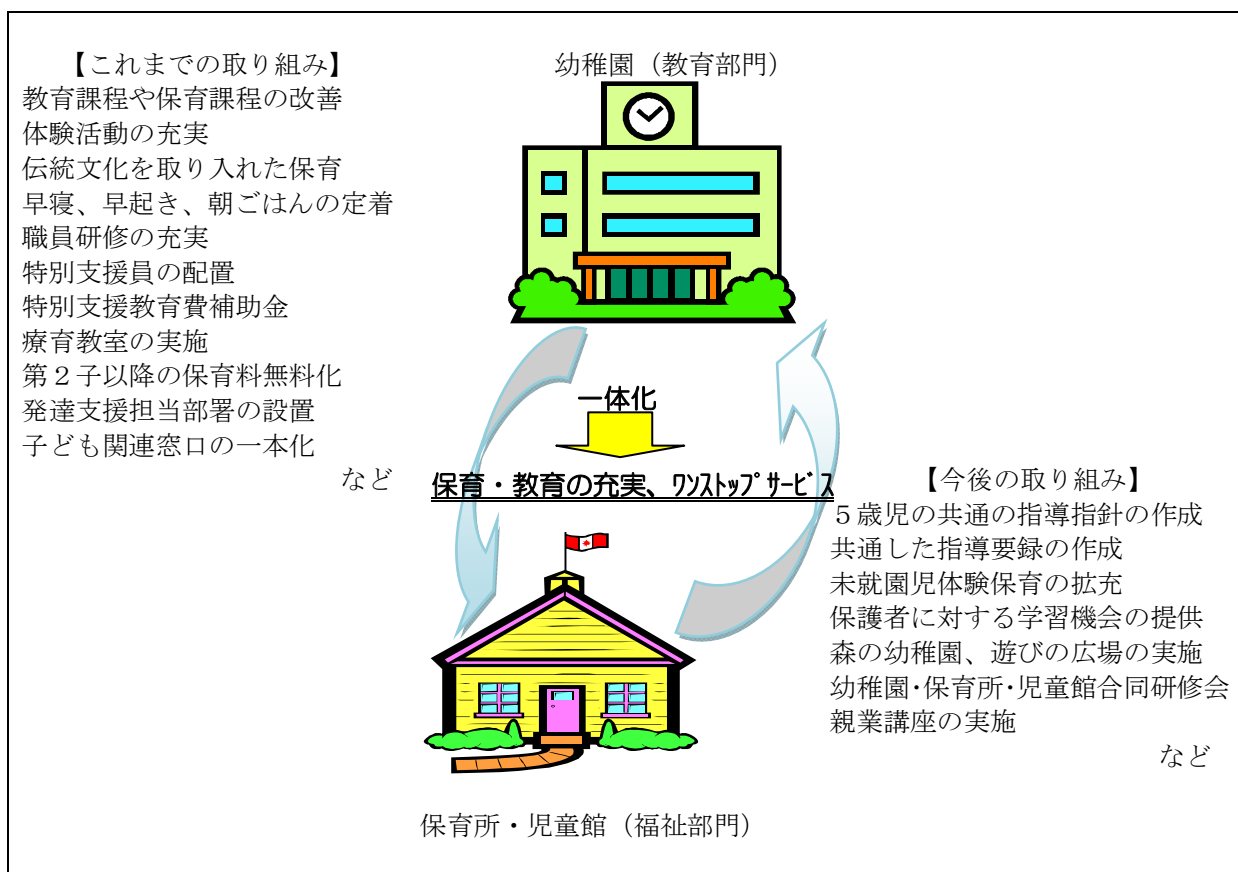 【これまでの取り組み】
教育課程や保育課程の改善
体験活動の充実
伝統文化を取り入れた保育
早寝、早起き、朝ごはんの定着
職員研修の充実
特別支援員の配置
特別支援教育費補助金
療育教室の実施
第２子以降の保育料無料化
発達支援担当部署の設置
子ども関連窓口の一本化
など
幼稚園（教育部門）
一体化
保育・教育の充実、ﾜﾝｽﾄｯﾌﾟｻｰﾋﾞｽ
【今後の取り組み】
５歳児の共通の指導指針の作成
共通した指導要録の作成
未就園児体験保育の拡充
保護者に対する学習機会の提供
森の幼稚園、遊びの広場の実施
幼稚園･保育所･児童館合同研修会
親業講座の実施
など
保育所・児童館（福祉部門）